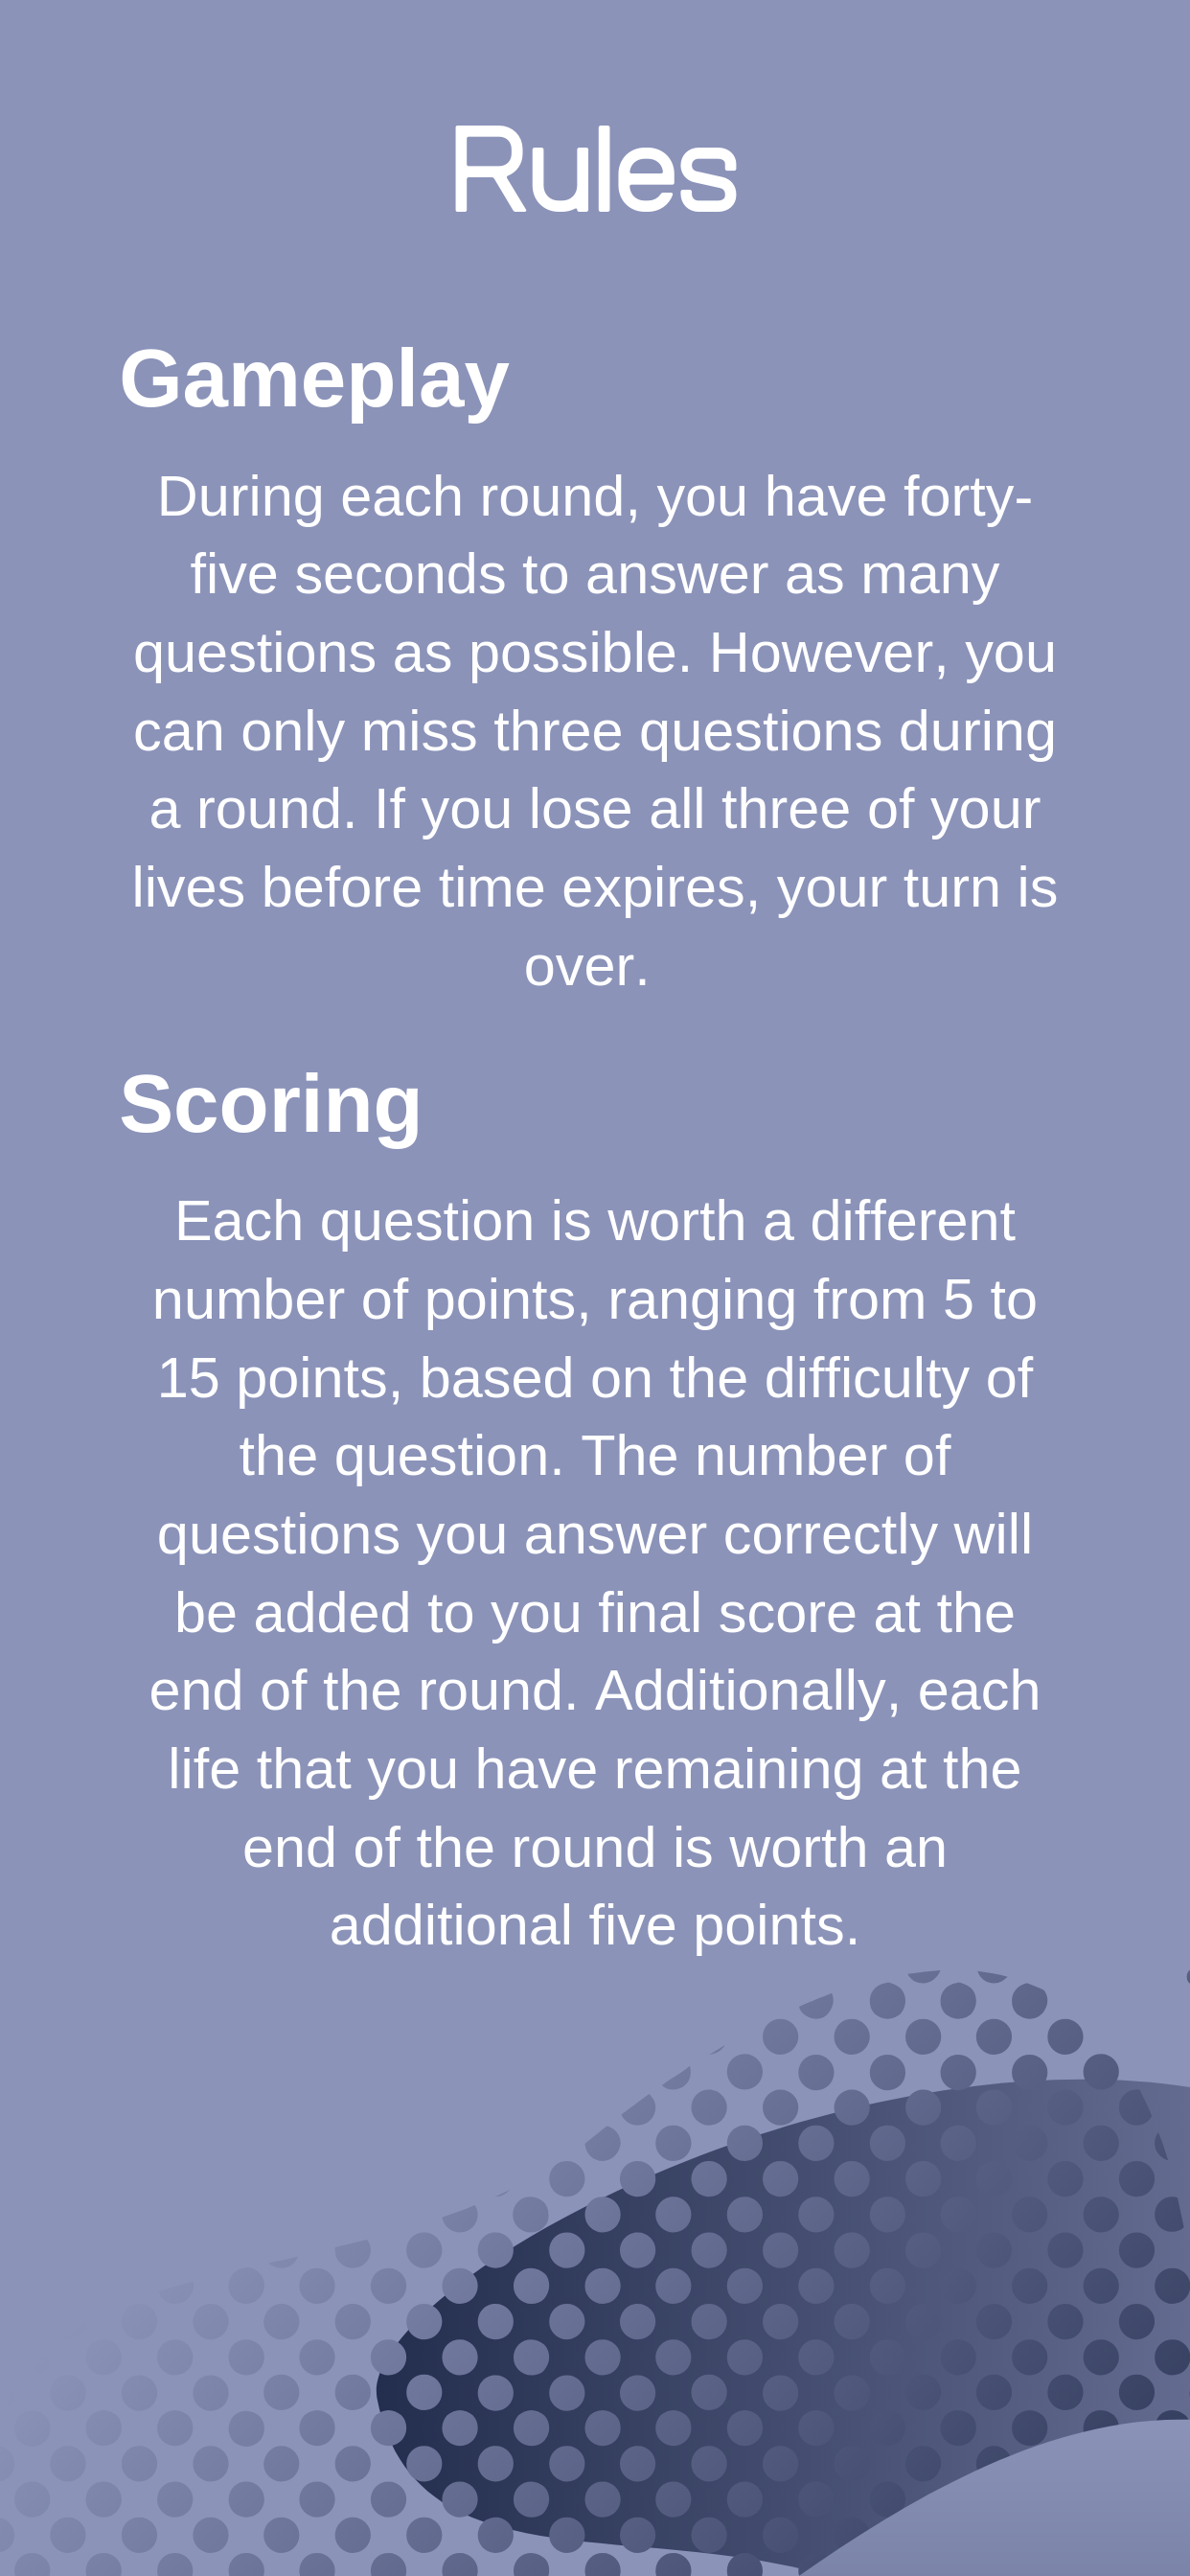 Rules
Gameplay
During each round, you have forty-
five seconds to answer as many
questions as possible. However, you
can only miss three questions during
a round. If you lose all three of your
lives before time expires, your turn is
over.
Scoring
Each question is worth a different
number of points, ranging from 5 to
15 points, based on the difficulty of
the question. The number of
questions you answer correctly will
be added to you final score at the
end of the round. Additionally, each
life that you have remaining at the
end of the round is worth an
additional five points.